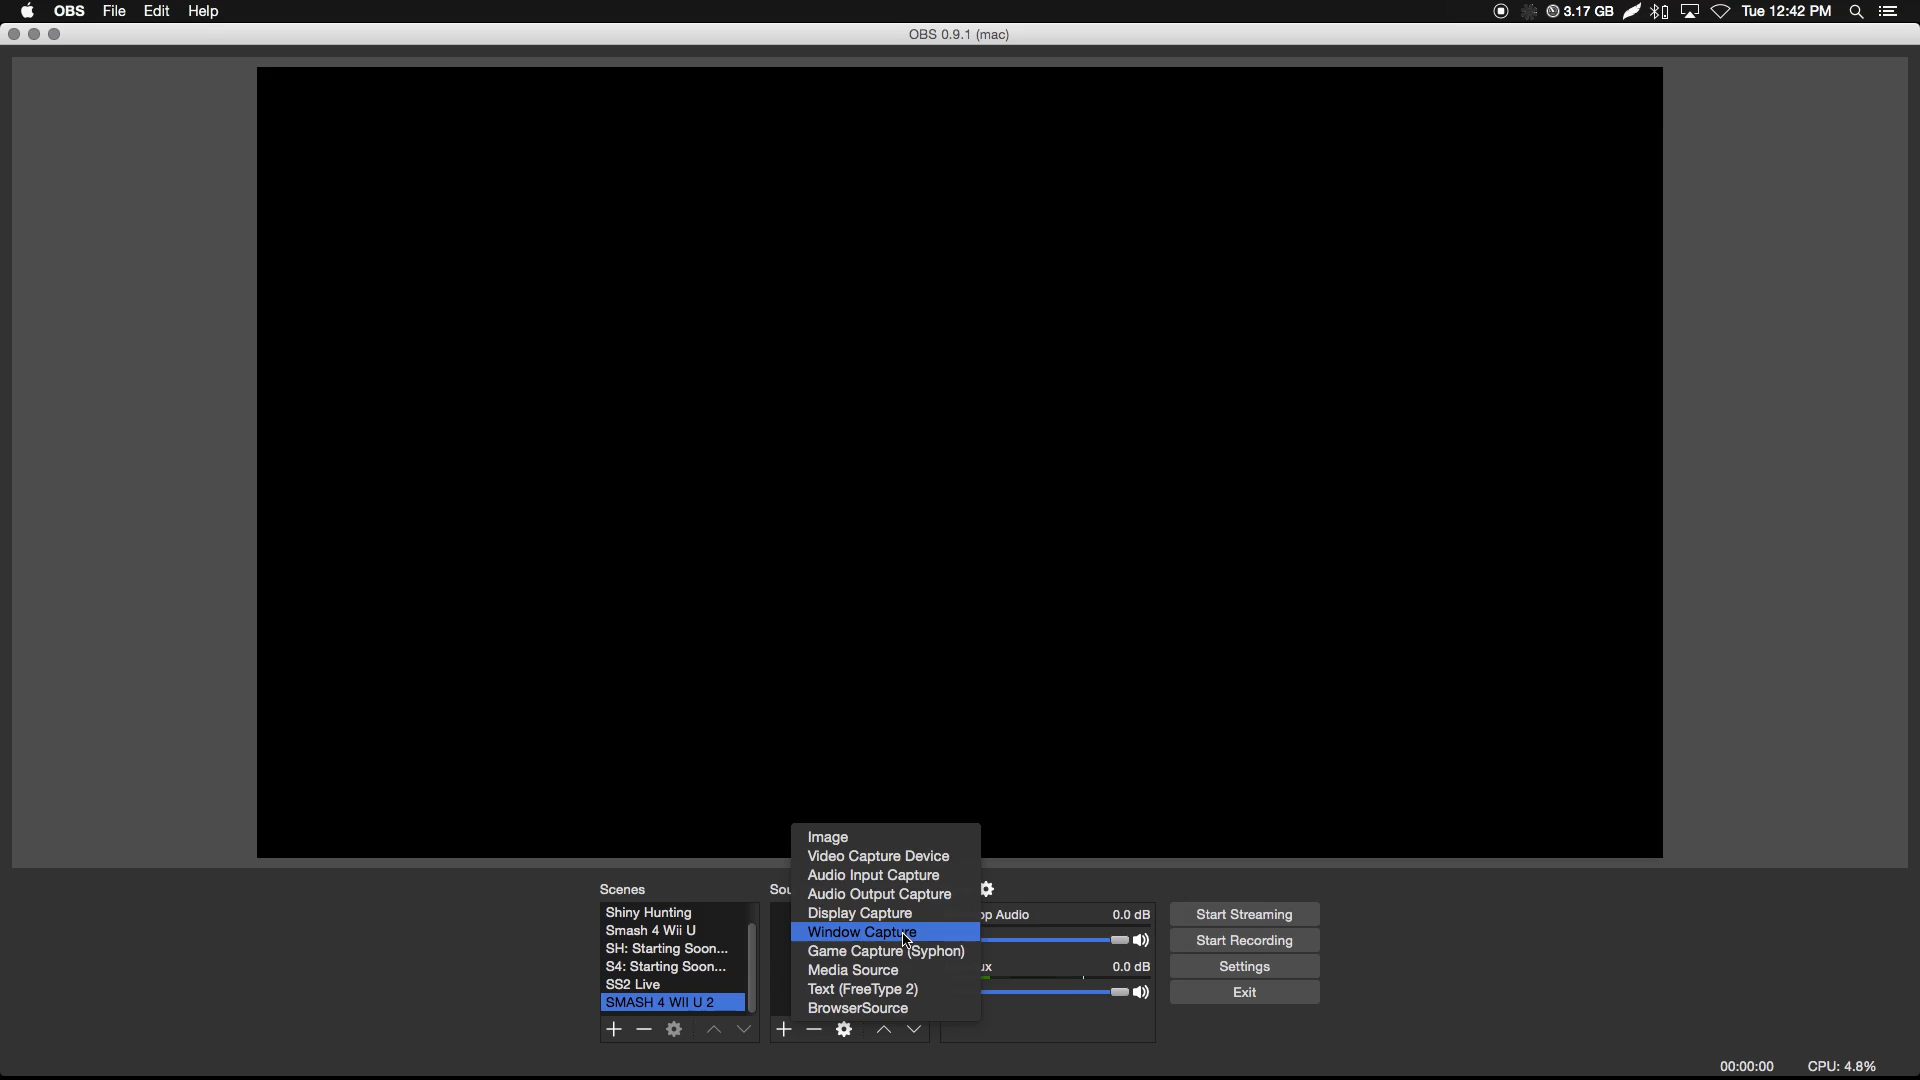 OBS File Edit Help 3.17 GB Tue 12:42 PM
OBS 0.9.1 (mac)
Scenes
Shiny Hunting
Smash 4 Wii U
SH: Starting Soon...
S4: Starting Soon...
SS2 Live
SMASH 4 WII U 2
Sou
Image
Video Capture Device
Audio Input Capture
Audio Output Capture
Display Capture
Window Capture
Game Capture (Syphon)
Media Source
Text (FreeType 2)
BrowserSource
op Audio 0.0 dB
ux 0.0 dB
Start Streaming
Start Recording
Settings
Exit
00:00:00 CPU: 4.8%